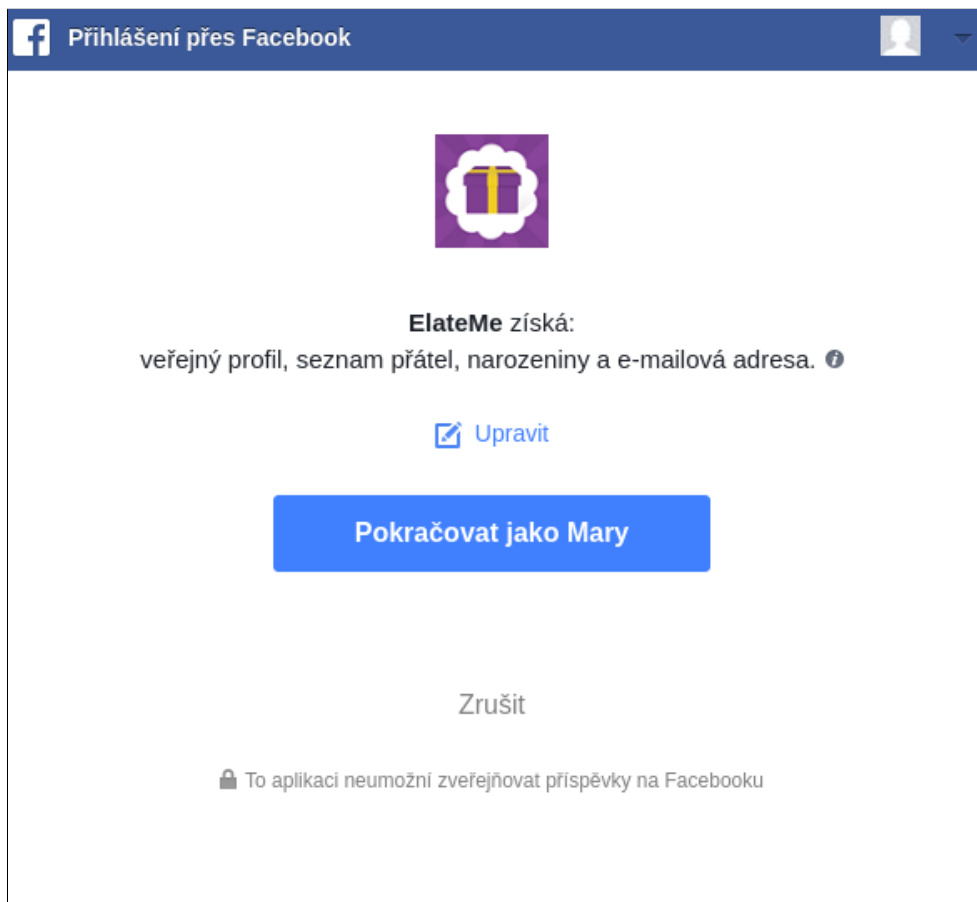 Přihlášení přes Facebook
ElateMe získá:
veřejný profil, seznam přátel, narozeniny a e-mailová adresa.
Upravit
Pokračovat jako Mary
Zrušit
To aplikaci neumožní zveřejňovat příspěvky na Facebooku